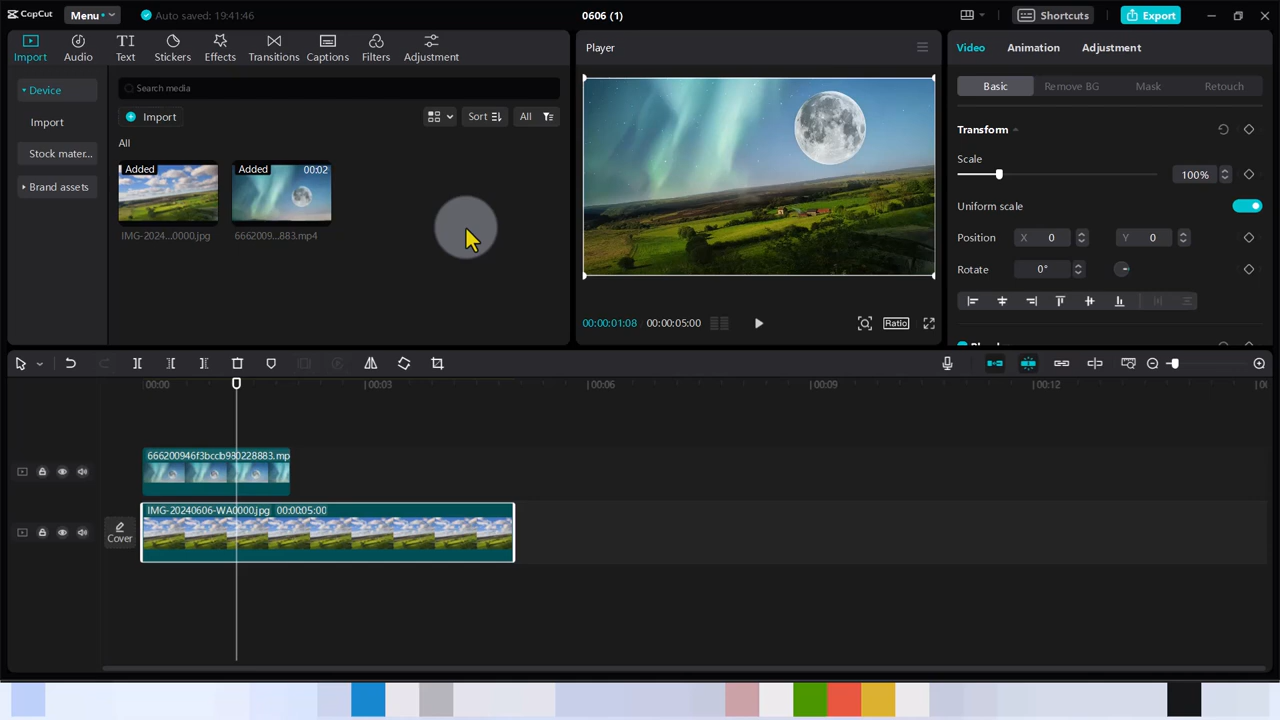 CapCut
Menu
Auto saved: 19:41:46
0606 (1)
Shortcuts
Export
Import
Audio
Text
Stickers
Effects
Transitions
Captions
Filters
Adjustment
Player
Video
Animation
Adjustment
Device
Import
Stock mater...
Brand assets
Search media
Import
Sort
All
All
Added
Added
00:02
IMG-2024...0000.jpg
6662009...883.mp4
Basic
Remove BG
Mask
Retouch
Transform
Scale
100%
Uniform scale
Position
X 0
Y 0
Rotate
0°
00:00:01:08
00:00:05:00
Ratio
00:00
00:03
00:06
00:09
00:12
666200946f3bccb980228883.mp
IMG-20240606-WA0000.jpg 00:00:05:00
Cover